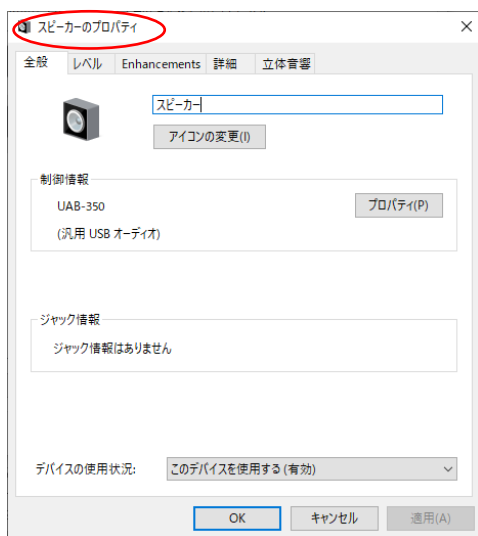 スピーカーのプロパティ
全般 レベル Enhancements 詳細 立体音響
スピーカー
アイコンの変更(I)
制御情報
UAB-350
プロパティ(P)
(汎用 USB オーディオ)
ジャック情報
ジャック情報はありません
デバイスの使用状況: このデバイスを使用する (有効)
OK キャンセル 適用(A)